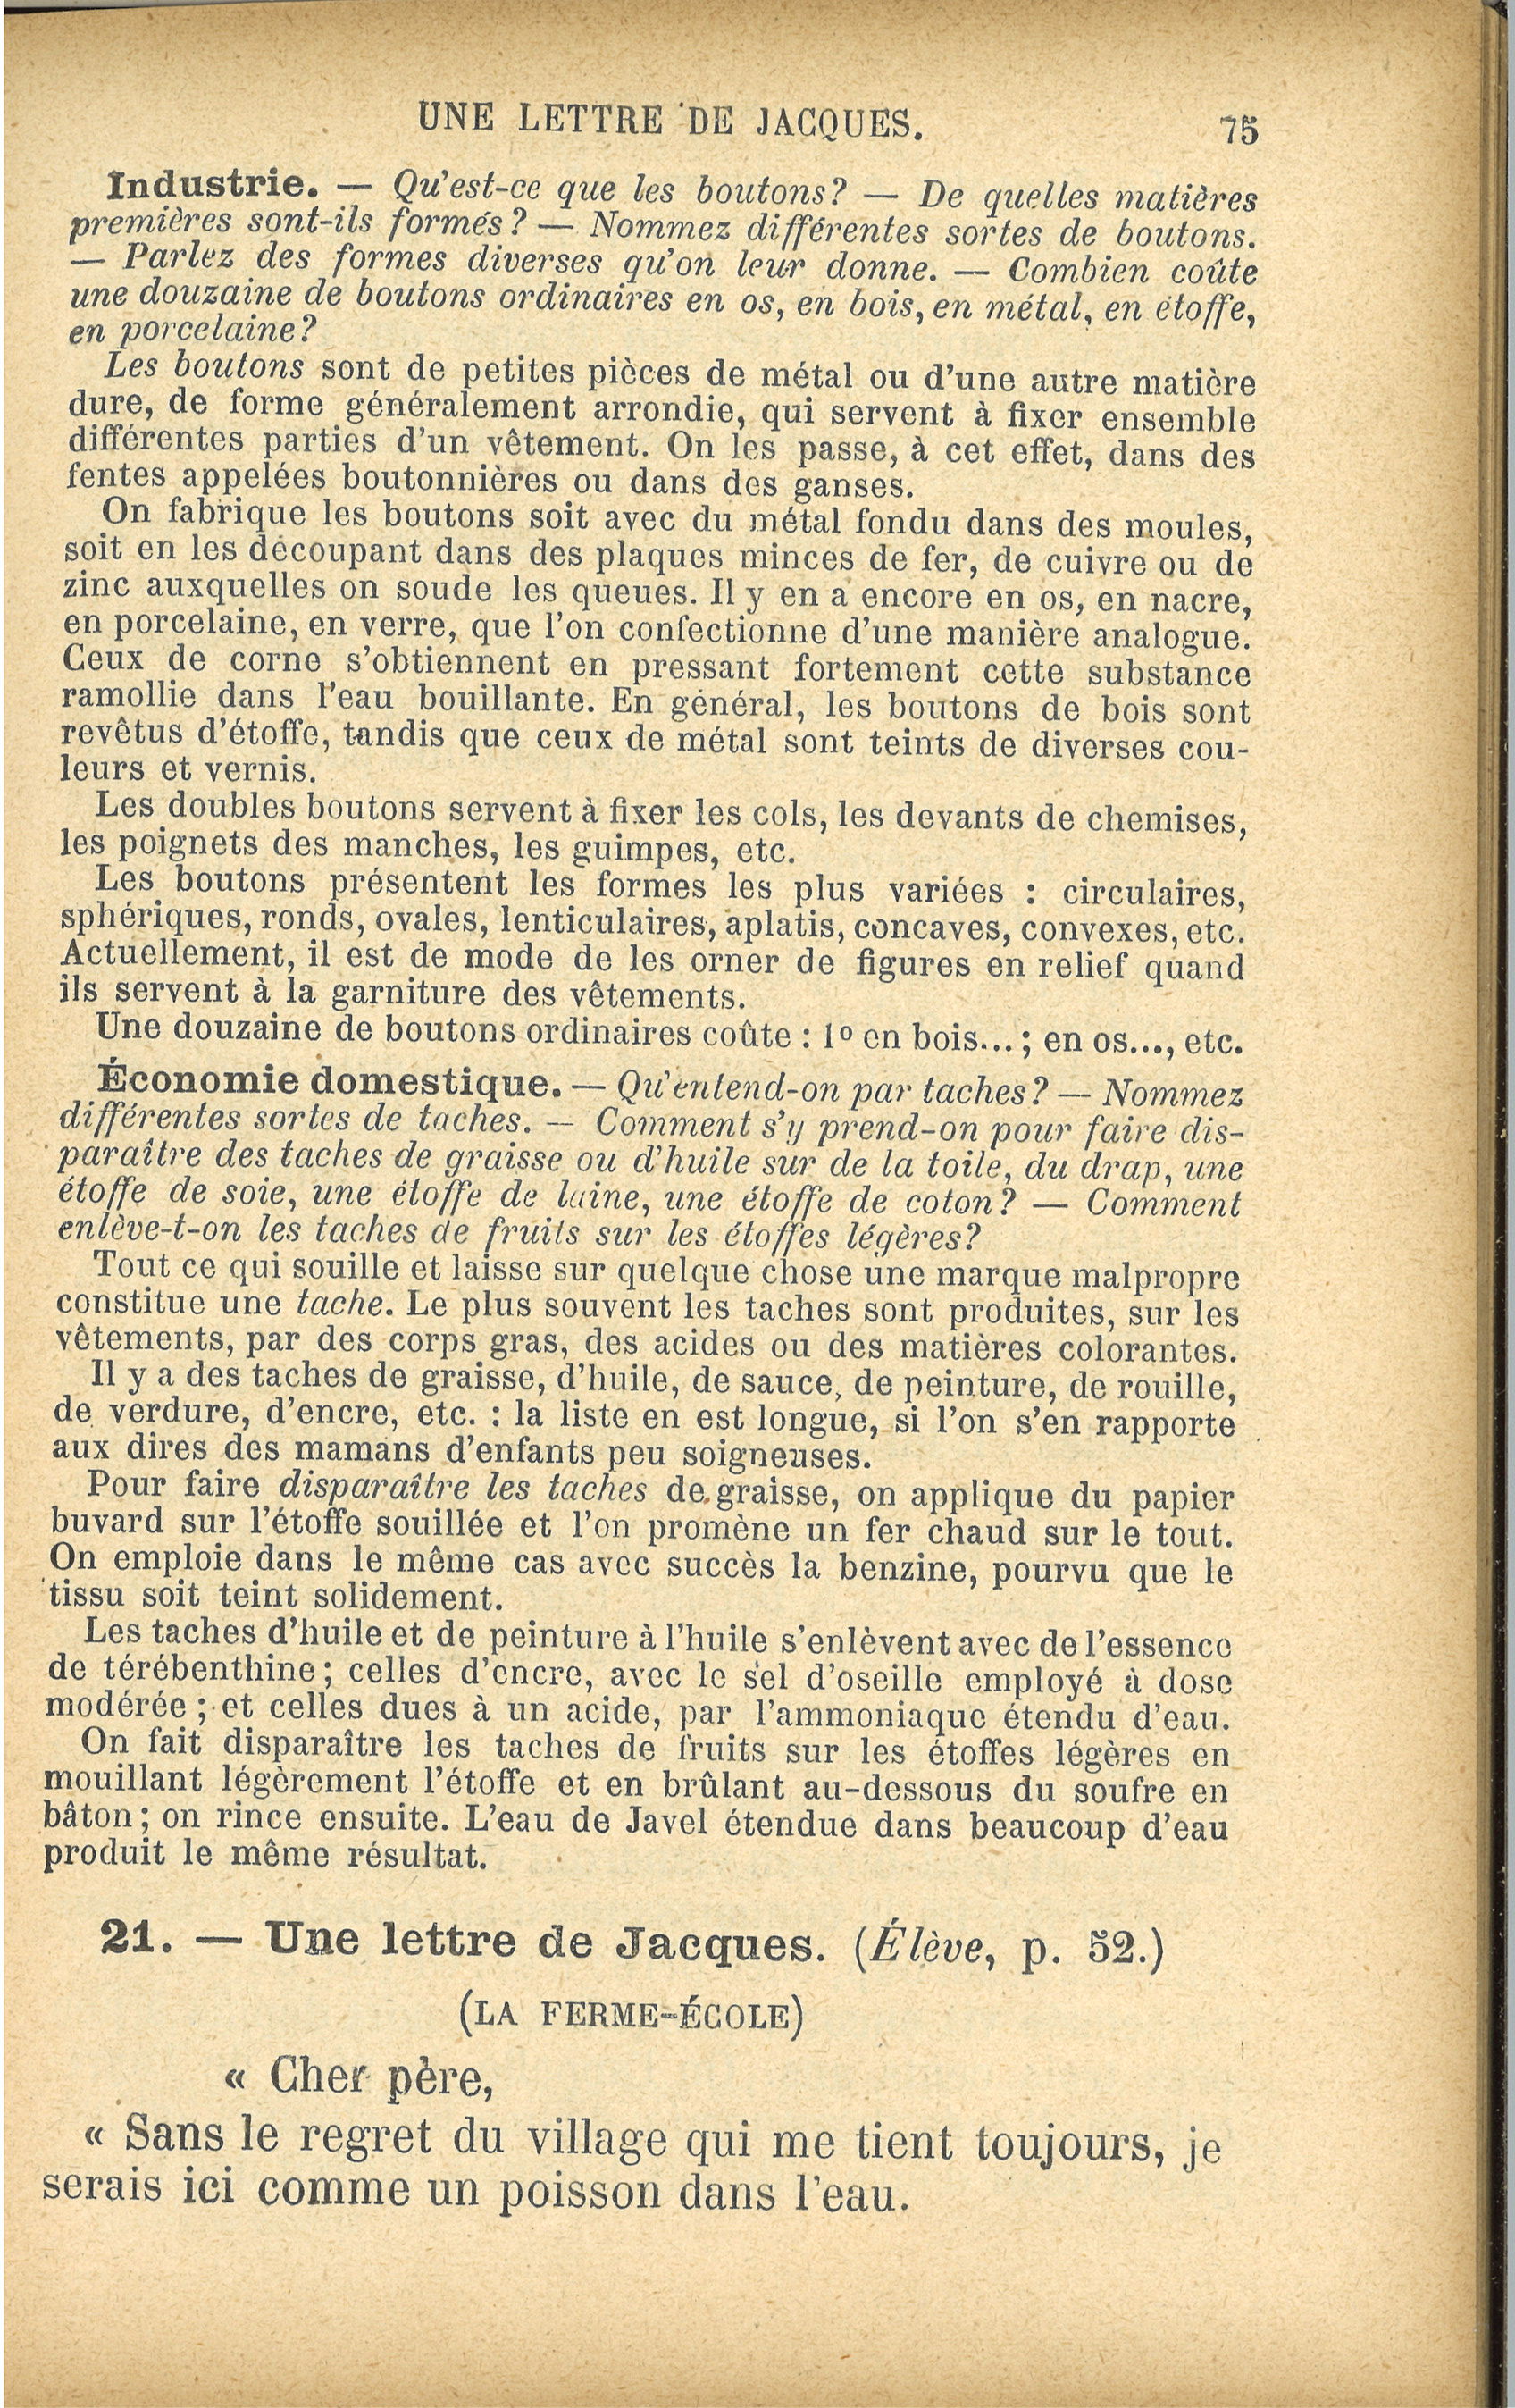 UNE LETTRE DE JACQUES. 75
Industrie. — Qu'est-ce que les boutons? — De quelles matières
premières sont-ils formés? — Nommez différentes sortes de boutons.
— Parlez des formes diverses qu'on leur donne. — Combien coûte
une douzaine de boutons ordinaires en os, en bois, en métal, en étoffe,
en porcelaine?
Les boutons sont de petites pièces de métal ou d'une autre matière
dure, de forme généralement arrondie, qui servent à fixer ensemble
différentes parties d'un vêtement. On les passe, à cet effet, dans des
fentes appelées boutonnières ou dans des ganses.
On fabrique les boutons soit avec du métal fondu dans des moules,
soit en les découpant dans des plaques minces de fer, de cuivre ou de
zinc auxquelles on soude les queues. Il y en a encore en os, en nacre,
en porcelaine, en verre, que l'on confectionne d'une manière analogue.
Ceux de corne s'obtiennent en pressant fortement cette substance
ramollie dans l'eau bouillante. En général, les boutons de bois sont
revêtus d'étoffe, tandis que ceux de métal sont teints de diverses cou-
leurs et vernis.
Les doubles boutons servent à fixer les cols, les devants de chemises,
les poignets des manches, les guimpes, etc.
Les boutons présentent les formes les plus variées : circulaires,
sphériques, ronds, ovales, lenticulaires, aplatis, concaves, convexes, etc.
Actuellement, il est de mode de les orner de figures en relief quand
ils servent à la garniture des vêtements.
Une douzaine de boutons ordinaires coûte : 1º en bois...; en os..., etc.
Économie domestique. — Qu'entend-on par taches? — Nommez
différentes sortes de taches. — Comment s'y prend-on pour faire dis-
paraître des taches de graisse ou d'huile sur de la toile, du drap, une
étoffe de soie, une étoffe de laine, une étoffe de coton? — Comment
enlève-t-on les taches de fruits sur les étoffes légères?
Tout ce qui souille et laisse sur quelque chose une marque malpropre
constitue une tache. Le plus souvent les taches sont produites, sur les
vêtements, par des corps gras, des acides ou des matières colorantes.
Il y a des taches de graisse, d'huile, de sauce, de peinture, de rouille,
de verdure, d'encre, etc. : la liste en est longue, si l'on s'en rapporte
aux dires des mamans d'enfants peu soigneuses.
Pour faire disparaître les taches de graisse, on applique du papier
buvard sur l'étoffe souillée et l'on promène un fer chaud sur le tout.
On emploie dans le même cas avec succès la benzine, pourvu que le
tissu soit teint solidement.
Les taches d'huile et de peinture à l'huile s'enlèvent avec de l'essence
de térébenthine; celles d'encre, avec le sel d'oseille employé à dose
modérée; et celles dues à un acide, par l'ammoniaque étendu d'eau.
On fait disparaître les taches de fruits sur les étoffes légères en
mouillant légèrement l'étoffe et en brûlant au-dessous du soufre en
bâton; on rince ensuite. L'eau de Javel étendue dans beaucoup d'eau
produit le même résultat.
21. — Une lettre de Jacques. (Élève, p. 52.)
(LA FERME-ÉCOLE)
« Cher père,
« Sans le regret du village qui me tient toujours, je
serais ici comme un poisson dans l'eau.